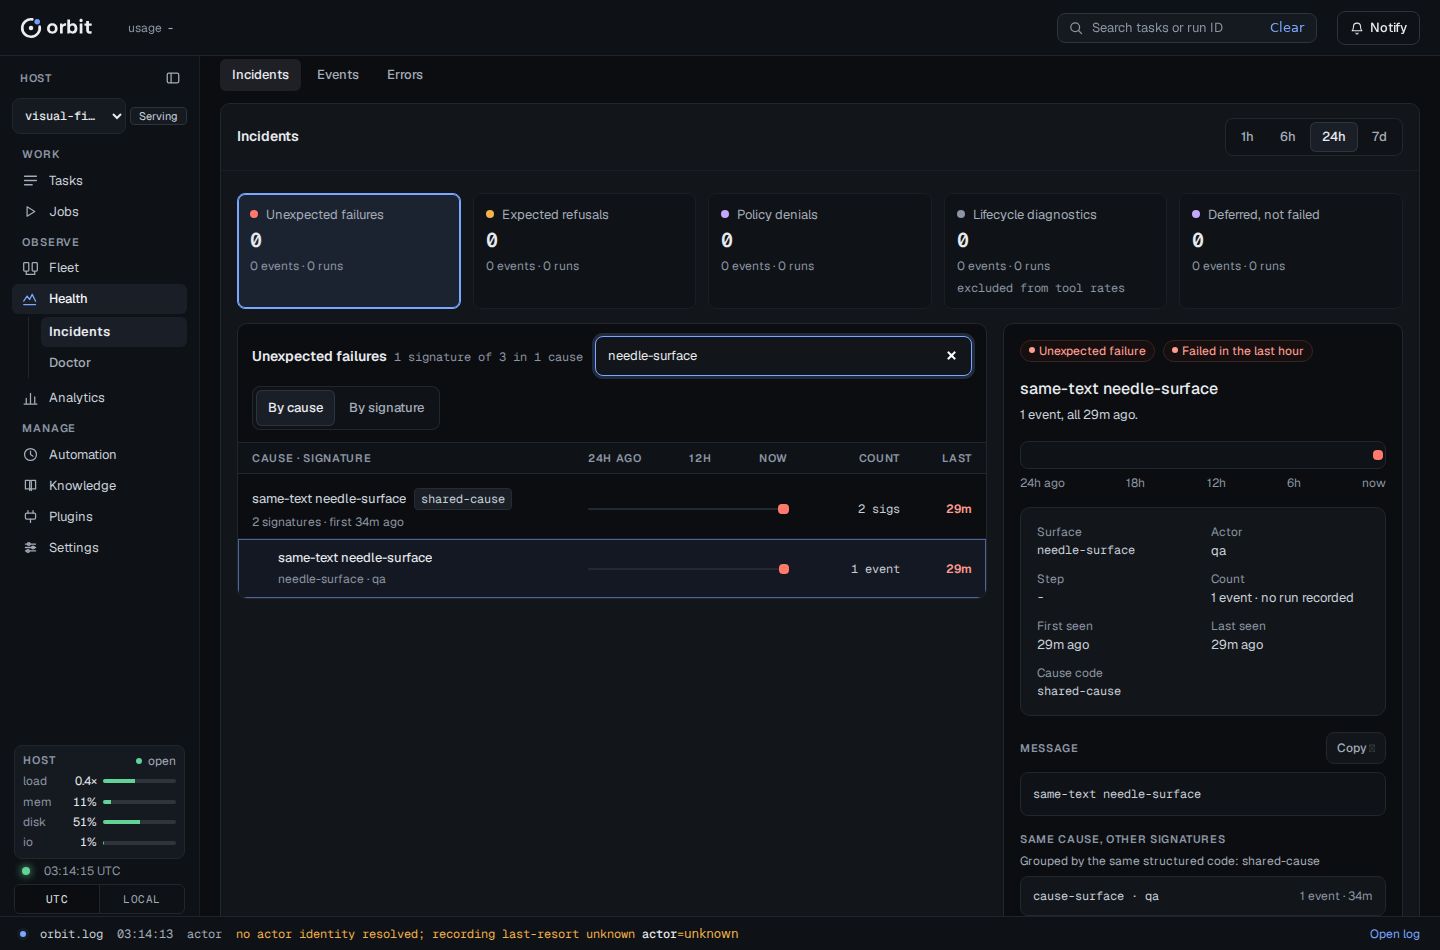 orbit
usage -
Search tasks or run ID
Clear
Notify
HOST
visual-fi…
Serving
WORK
Tasks
Jobs
OBSERVE
Fleet
Health
Incidents
Doctor
Analytics
MANAGE
Automation
Knowledge
Plugins
Settings
HOST
open
load 0.4×
mem 11%
disk 51%
io 1%
03:14:15 UTC
UTC LOCAL
Incidents Events Errors
Incidents
1h 6h 24h 7d
Unexpected failures
0
0 events · 0 runs
Expected refusals
0
0 events · 0 runs
Policy denials
0
0 events · 0 runs
Lifecycle diagnostics
0
0 events · 0 runs
excluded from tool rates
Deferred, not failed
0
0 events · 0 runs
Unexpected failures 1 signature of 3 in 1 cause
needle-surface
By cause By signature
CAUSE · SIGNATURE 24H AGO 12H NOW COUNT LAST
same-text needle-surface shared-cause
2 signatures · first 34m ago
2 sigs 29m
same-text needle-surface
needle-surface · qa
1 event 29m
Unexpected failure
Failed in the last hour
same-text needle-surface
1 event, all 29m ago.
24h ago 18h 12h 6h now
Surface
needle-surface
Actor
qa
Step
-
Count
1 event · no run recorded
First seen
29m ago
Last seen
29m ago
Cause code
shared-cause
MESSAGE
Copy
same-text needle-surface
SAME CAUSE, OTHER SIGNATURES
Grouped by the same structured code: shared-cause
cause-surface · qa 1 event · 34m
orbit.log 03:14:13 actor no actor identity resolved; recording last-resort unknown actor=unknown
Open log